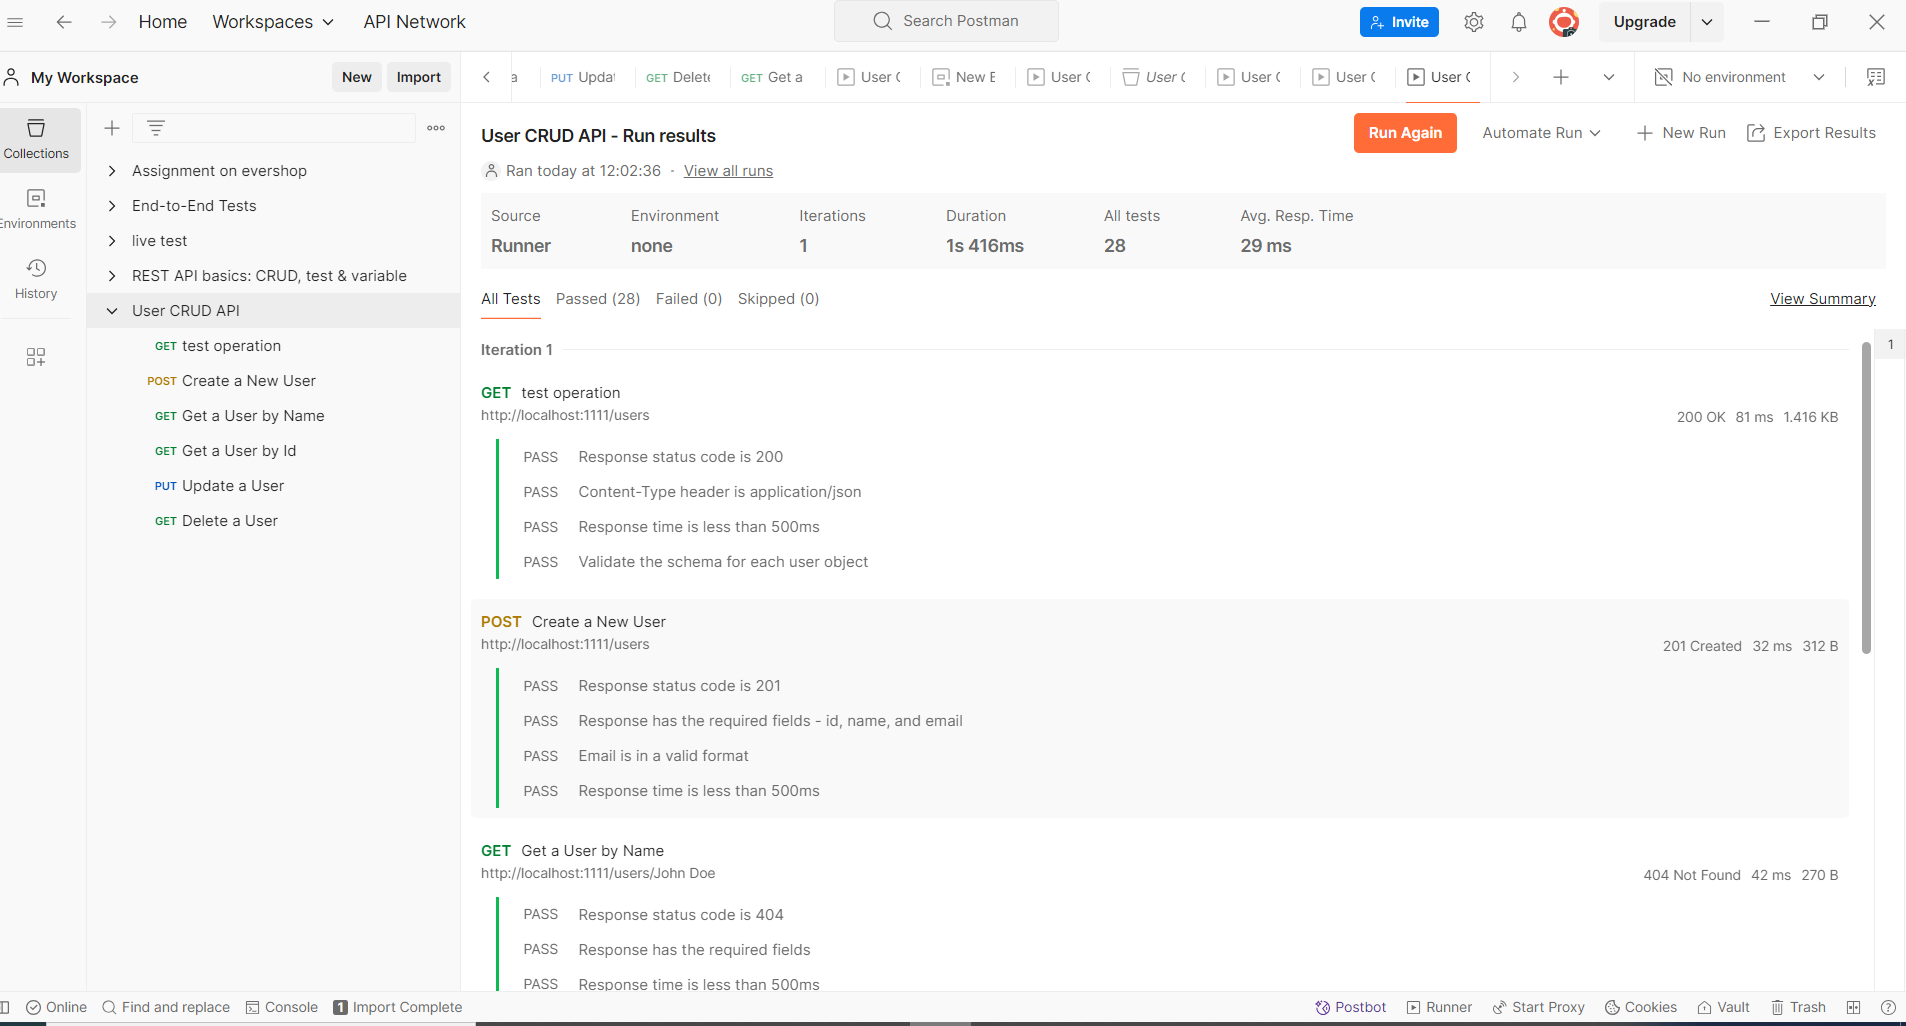 Home Workspaces API Network Search Postman Invite Upgrade
My Workspace New Import
a PUT Updat GET Delete GET Get a User C New E User C User C User C User C User C No environment
Collections
Environments
History
Assignment on evershop
End-to-End Tests
live test
REST API basics: CRUD, test & variable
User CRUD API
GET test operation
POST Create a New User
GET Get a User by Name
GET Get a User by Id
PUT Update a User
GET Delete a User
User CRUD API - Run results
Run Again Automate Run New Run Export Results
Ran today at 12:02:36 · View all runs
Source Environment Iterations Duration All tests Avg. Resp. Time
Runner none 1 1s 416ms 28 29 ms
All Tests Passed (28) Failed (0) Skipped (0) View Summary
Iteration 1
1
GET test operation
http://localhost:1111/users
200 OK 81 ms 1.416 KB
PASS Response status code is 200
PASS Content-Type header is application/json
PASS Response time is less than 500ms
PASS Validate the schema for each user object
POST Create a New User
http://localhost:1111/users
201 Created 32 ms 312 B
PASS Response status code is 201
PASS Response has the required fields - id, name, and email
PASS Email is in a valid format
PASS Response time is less than 500ms
GET Get a User by Name
http://localhost:1111/users/John Doe
404 Not Found 42 ms 270 B
PASS Response status code is 404
PASS Response has the required fields
PASS Response time is less than 500ms
Online Find and replace Console 1 Import Complete Postbot Runner Start Proxy Cookies Vault Trash